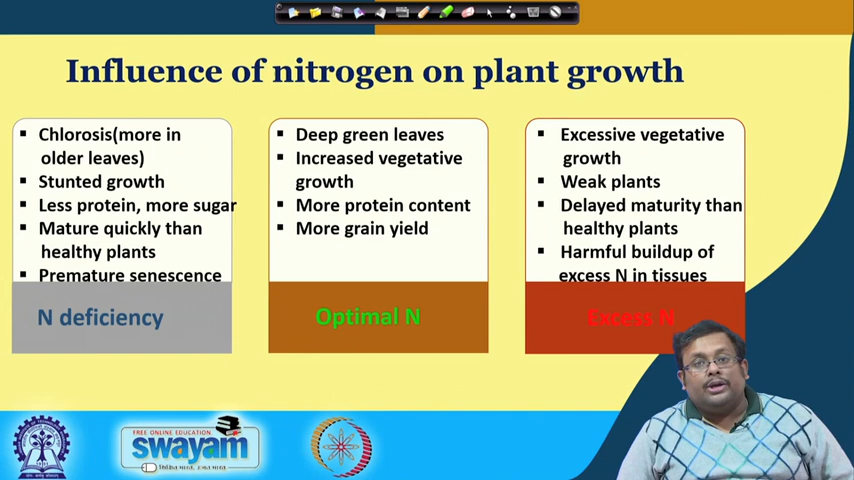 Influence of nitrogen on plant growth
▪ Chlorosis(more in
older leaves)
▪ Stunted growth
▪ Less protein, more sugar
▪ Mature quickly than
healthy plants
▪ Premature senescence
N deficiency
▪ Deep green leaves
▪ Increased vegetative
growth
▪ More protein content
▪ More grain yield
Optimal N
▪ Excessive vegetative
growth
▪ Weak plants
▪ Delayed maturity than
healthy plants
▪ Harmful buildup of
excess N in tissues
Excess N
FREE ONLINE EDUCATION
swayam